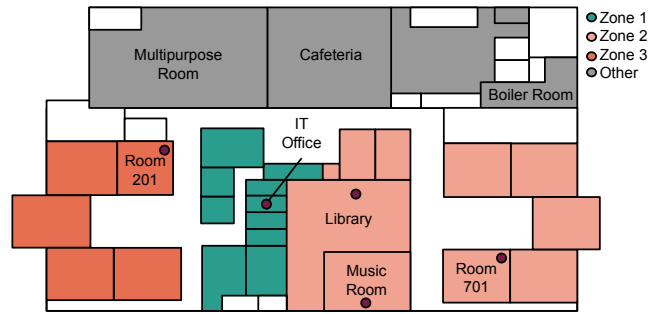 Zone 1
Zone 2
Zone 3
Other
Multipurpose
Room
Cafeteria
Boiler Room
IT
Office
Room
201
Library
Music
Room
Room
701